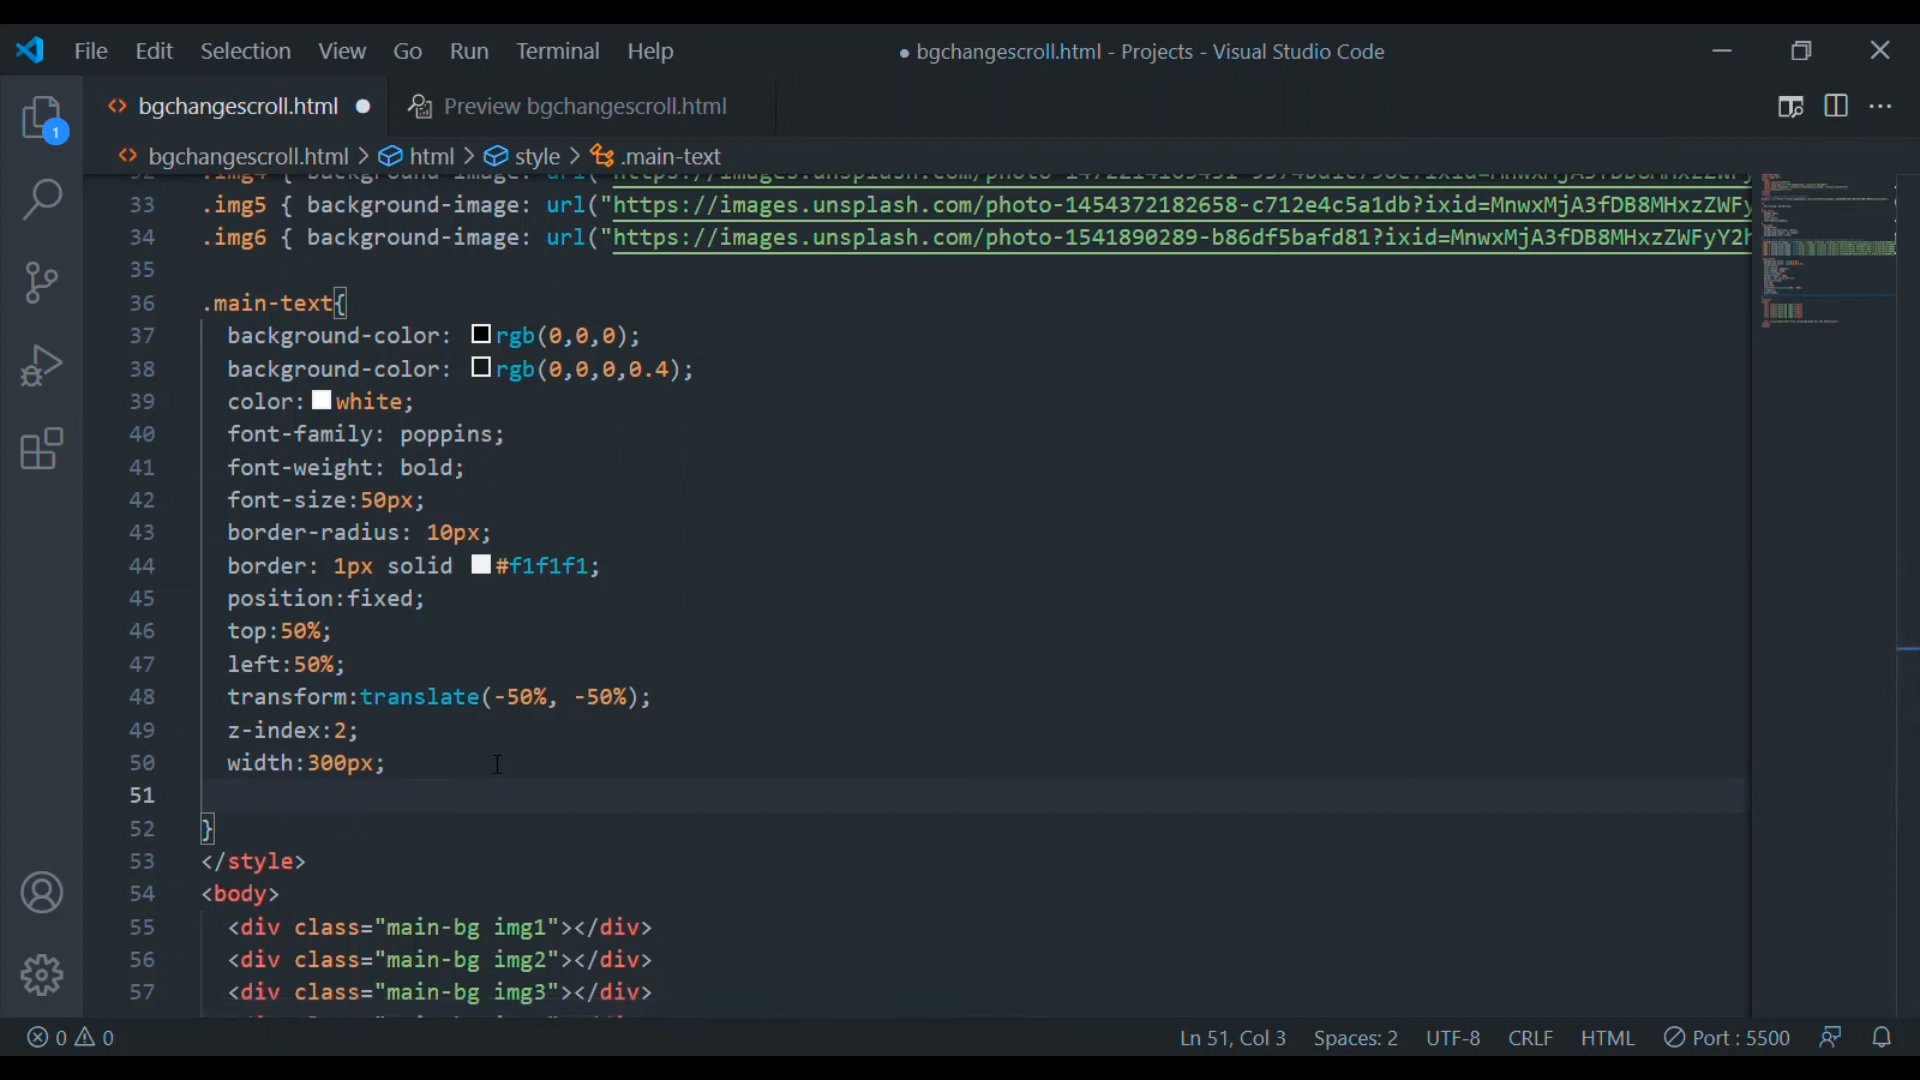 File Edit Selection View Go Run Terminal Help
● bgchangescroll.html - Projects - Visual Studio Code
bgchangescroll.html ● Preview bgchangescroll.html
1
bgchangescroll.html > html > style > .main-text
33 .img5 { background-image: url("https://images.unsplash.com/photo-1454372182658-c712e4c5a1db?ixid=MnwxMjA3fDB8MHxzZWFy
34 .img6 { background-image: url("https://images.unsplash.com/photo-1541890289-b86df5bafd81?ixid=MnwxMjA3fDB8MHxzZWFyY2h
35
36 .main-text{
37 background-color: rgb(0,0,0);
38 background-color: rgb(0,0,0,0.4);
39 color: white;
40 font-family: poppins;
41 font-weight: bold;
42 font-size:50px;
43 border-radius: 10px;
44 border: 1px solid #f1f1f1;
45 position:fixed;
46 top:50%;
47 left:50%;
48 transform:translate(-50%, -50%);
49 z-index:2;
50 width:300px;
51
52 }
53 </style>
54 <body>
55 <div class="main-bg img1"></div>
56 <div class="main-bg img2"></div>
57 <div class="main-bg img3"></div>
0 0
Ln 51, Col 3 Spaces: 2 UTF-8 CRLF HTML Port : 5500